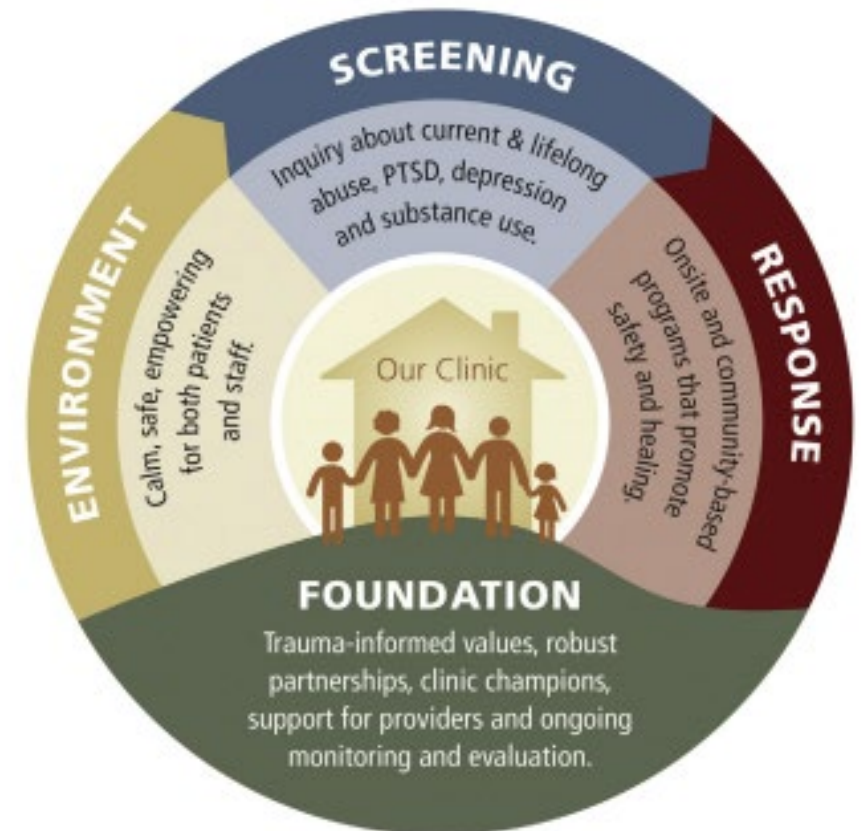 SCREENING
Inquiry about current & lifelong
abuse, PTSD, depression
and substance use.
ENVIRONMENT
Calm, safe, empowering
for both patients
and staff.
RESPONSE
Onsite and community-based
programs that promote
safety and healing.
Our Clinic
FOUNDATION
Trauma-informed values, robust
partnerships, clinic champions,
support for providers and ongoing
monitoring and evaluation.